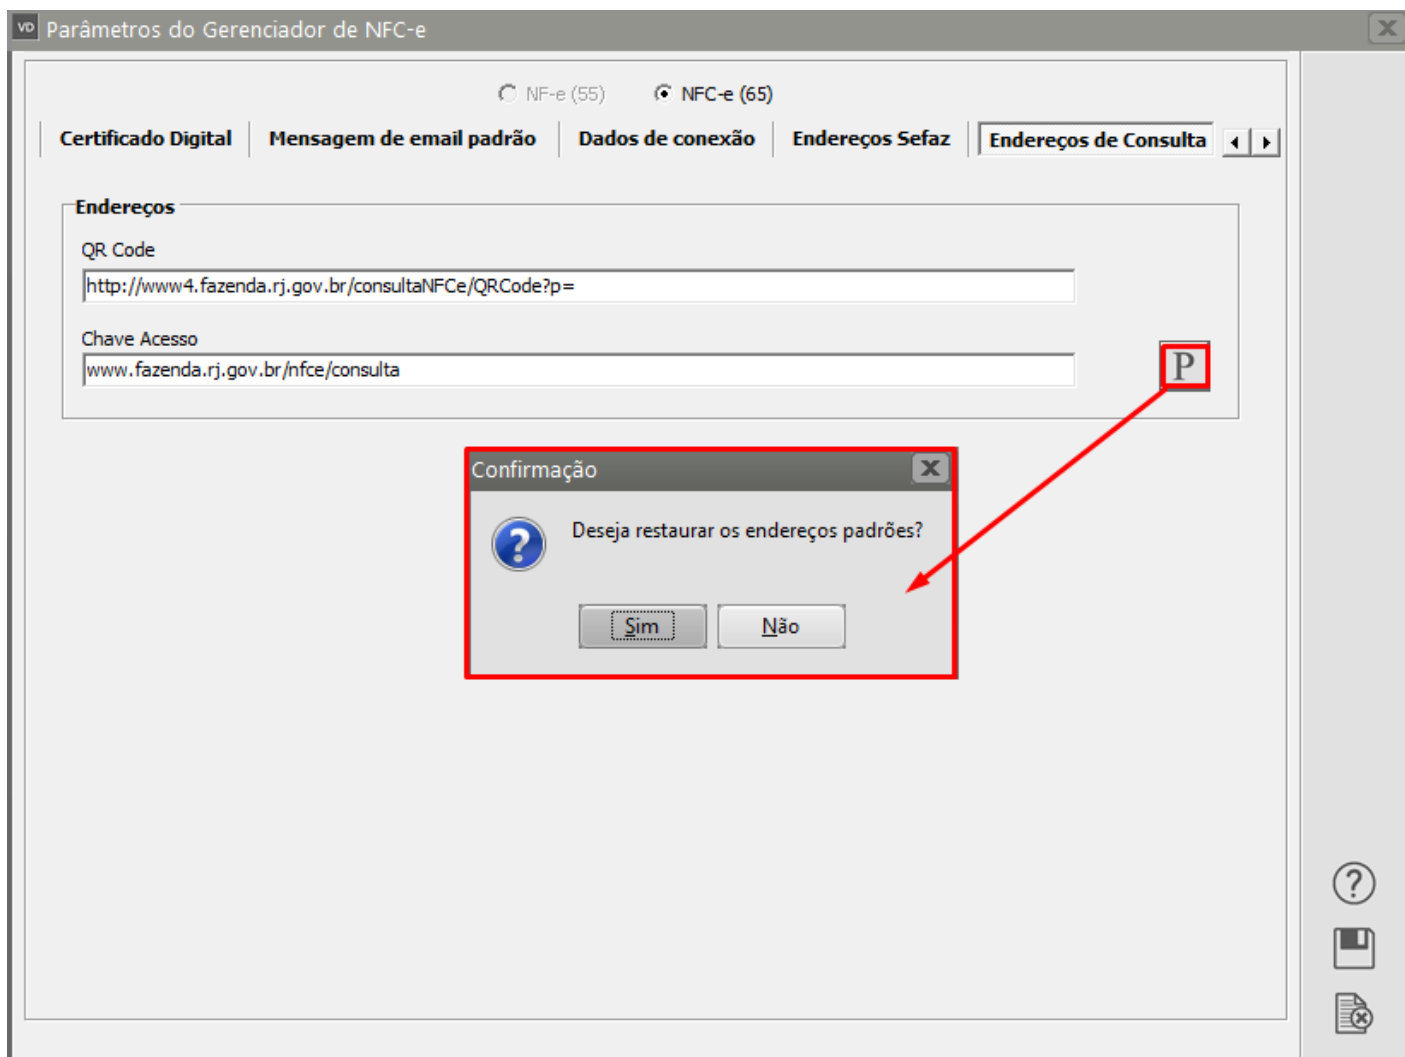 VD Parâmetros do Gerenciador de NFC-e
NF-e (55) NFC-e (65)
Certificado Digital Mensagem de email padrão Dados de conexão Endereços Sefaz Endereços de Consulta
Endereços
QR Code
http://www4.fazenda.rj.gov.br/consultaNFCe/QRCode?p=
Chave Acesso
www.fazenda.rj.gov.br/nfce/consulta
P
Confirmação
Deseja restaurar os endereços padrões?
Sim Não